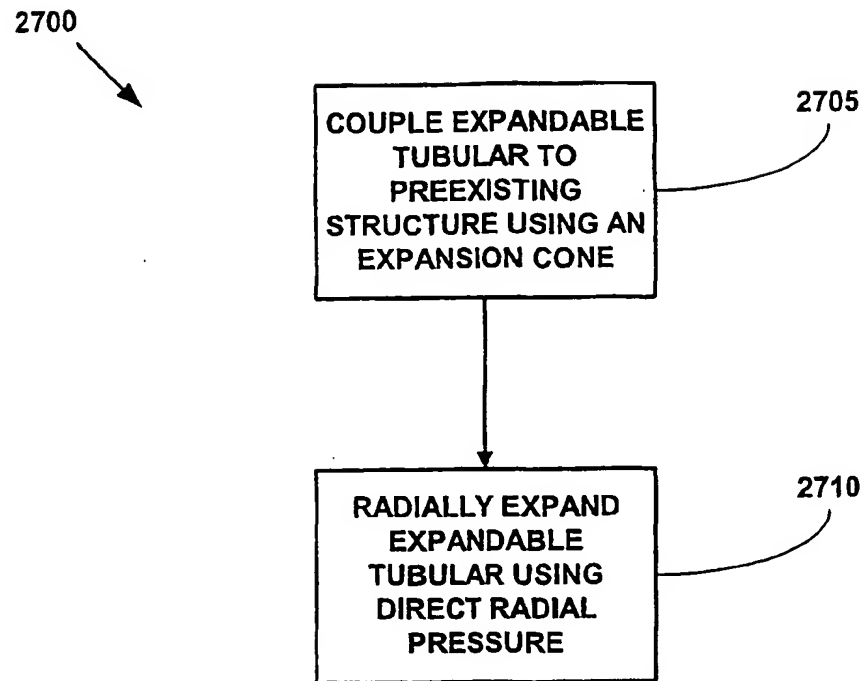 2700
COUPLE EXPANDABLE
TUBULAR TO
PREEXISTING
STRUCTURE USING AN
EXPANSION CONE
2705
RADIALLY EXPAND
EXPANDABLE
TUBULAR USING
DIRECT RADIAL
PRESSURE
2710